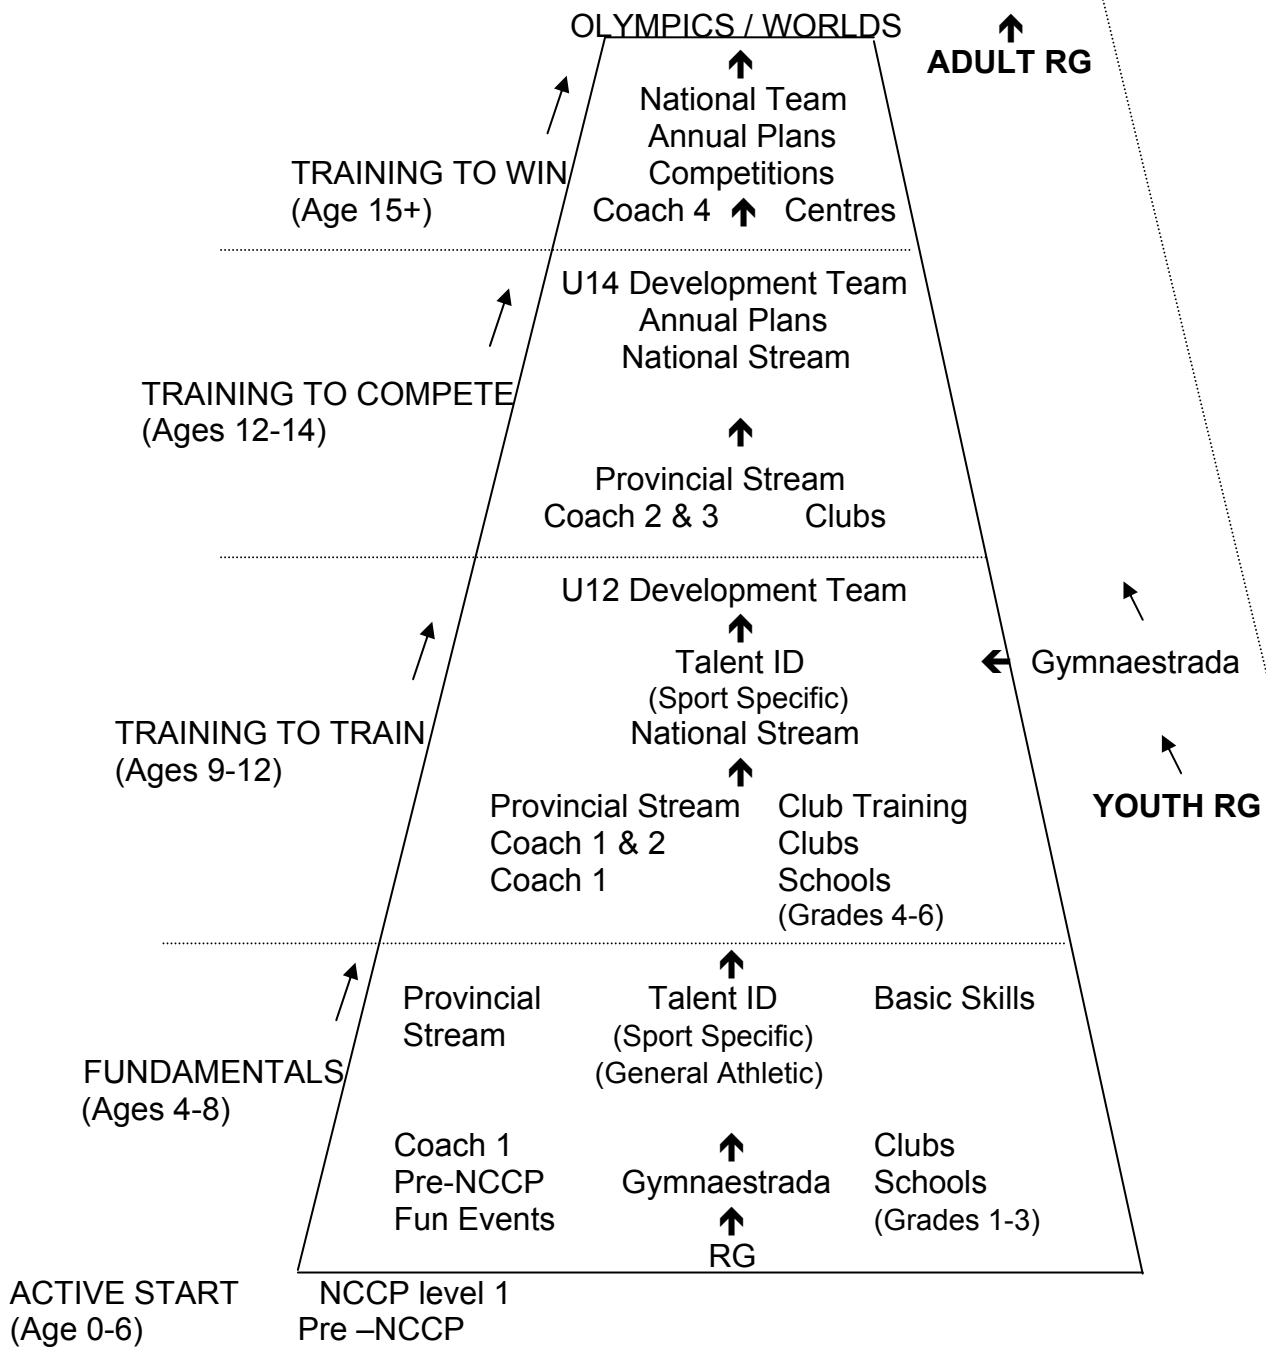 OLYMPICS / WORLDS
ADULT RG
National Team
Annual Plans
Competitions
TRAINING TO WIN
(Age 15+)
Coach 4 Centres
U14 Development Team
Annual Plans
National Stream
TRAINING TO COMPETE
(Ages 12-14)
Provincial Stream
Coach 2 & 3 Clubs
U12 Development Team
Talent ID
(Sport Specific)
National Stream
Gymnaestrada
TRAINING TO TRAIN
(Ages 9-12)
YOUTH RG
Provincial Stream Club Training
Coach 1 & 2 Clubs
Coach 1 Schools
(Grades 4-6)
Provincial Talent ID Basic Skills
Stream (Sport Specific)
(General Athletic)
FUNDAMENTALS
(Ages 4-8)
Coach 1 Clubs
Pre-NCCP Gymnaestrada Schools
Fun Events (Grades 1-3)
RG
ACTIVE START NCCP level 1
(Age 0-6) Pre –NCCP